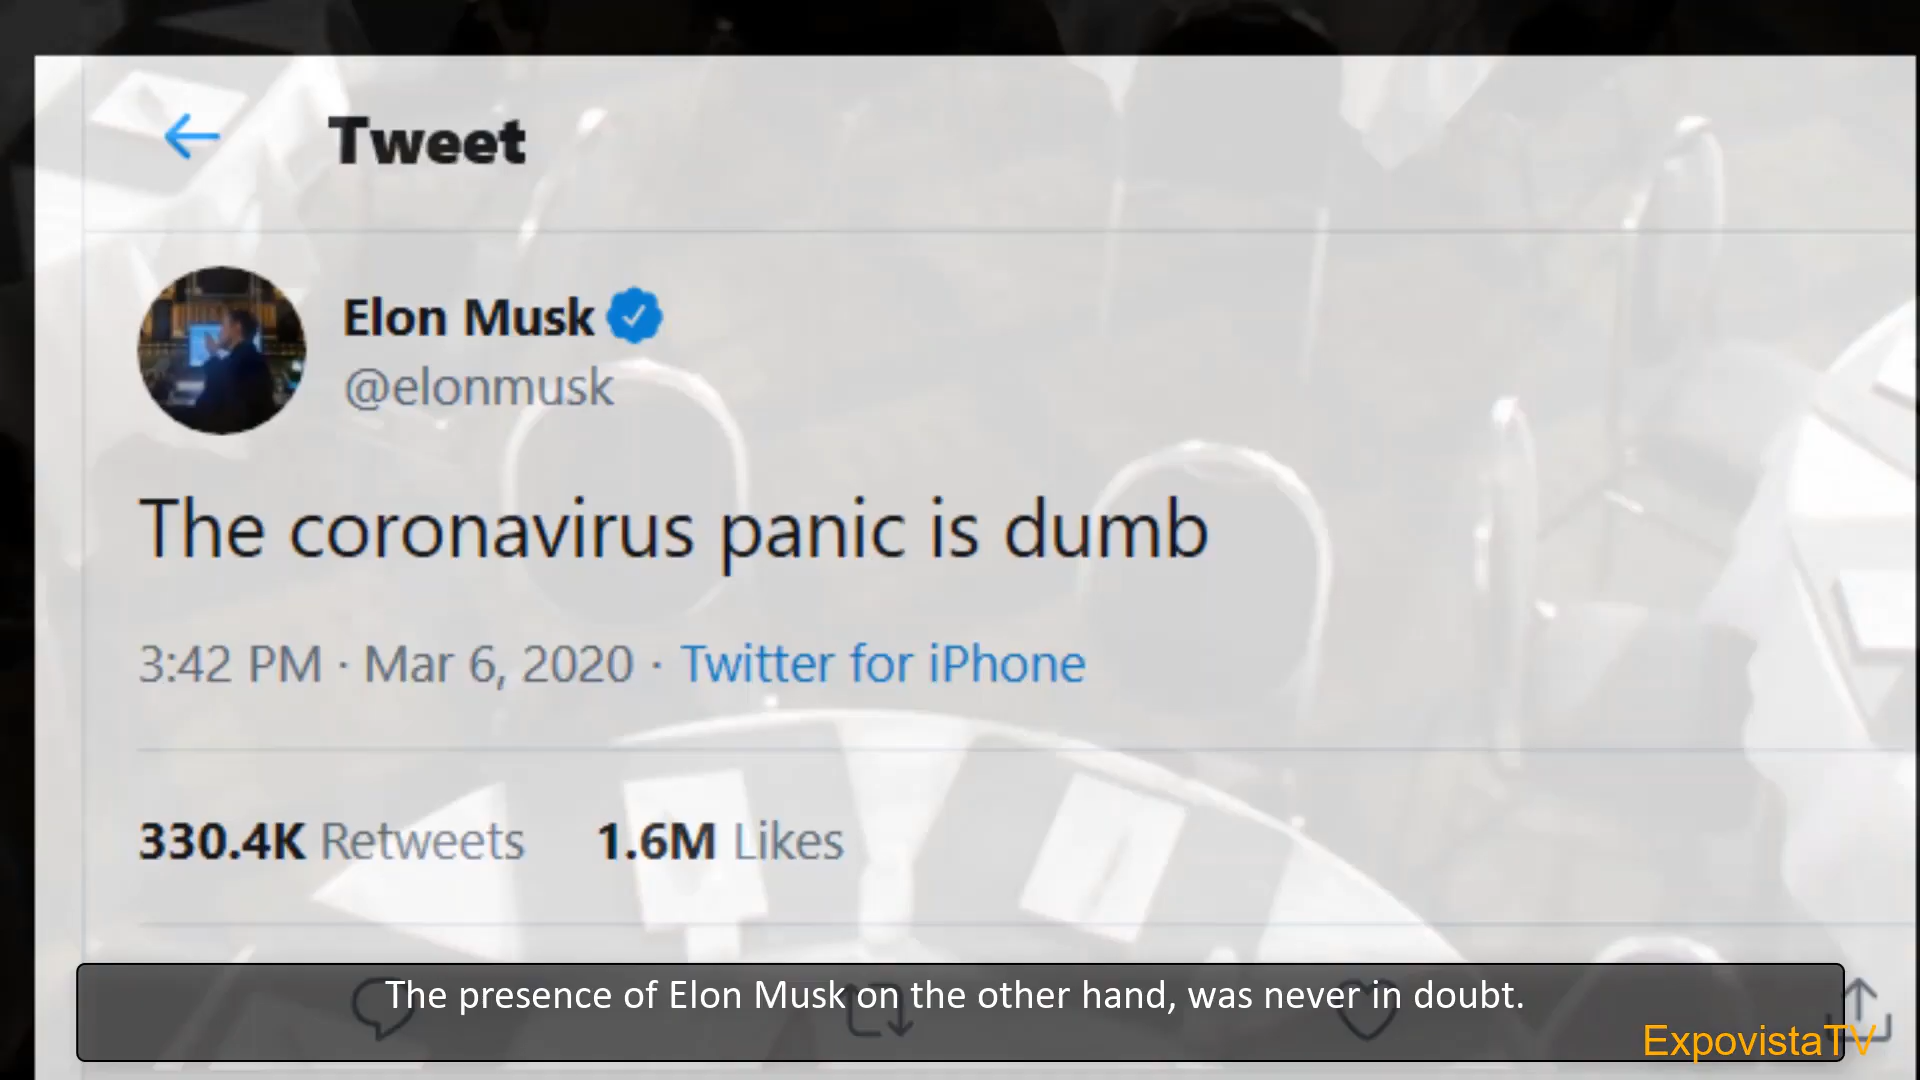 Tweet
Elon Musk
@elonmusk
The coronavirus panic is dumb
3:42 PM · Mar 6, 2020 · Twitter for iPhone
330.4K Retweets 1.6M Likes
The presence of Elon Musk on the other hand, was never in doubt.
ExpovistaTV